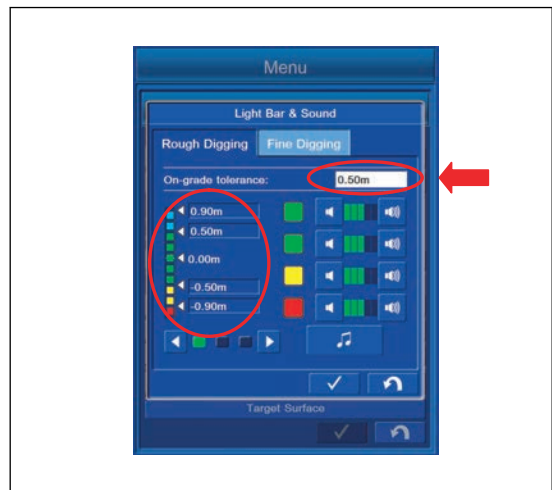 Menu
Light Bar & Sound
Rough Digging Fine Digging
On-grade tolerance: 0.50m
0.90m
0.50m
0.00m
-0.50m
-0.90m
Target Surface